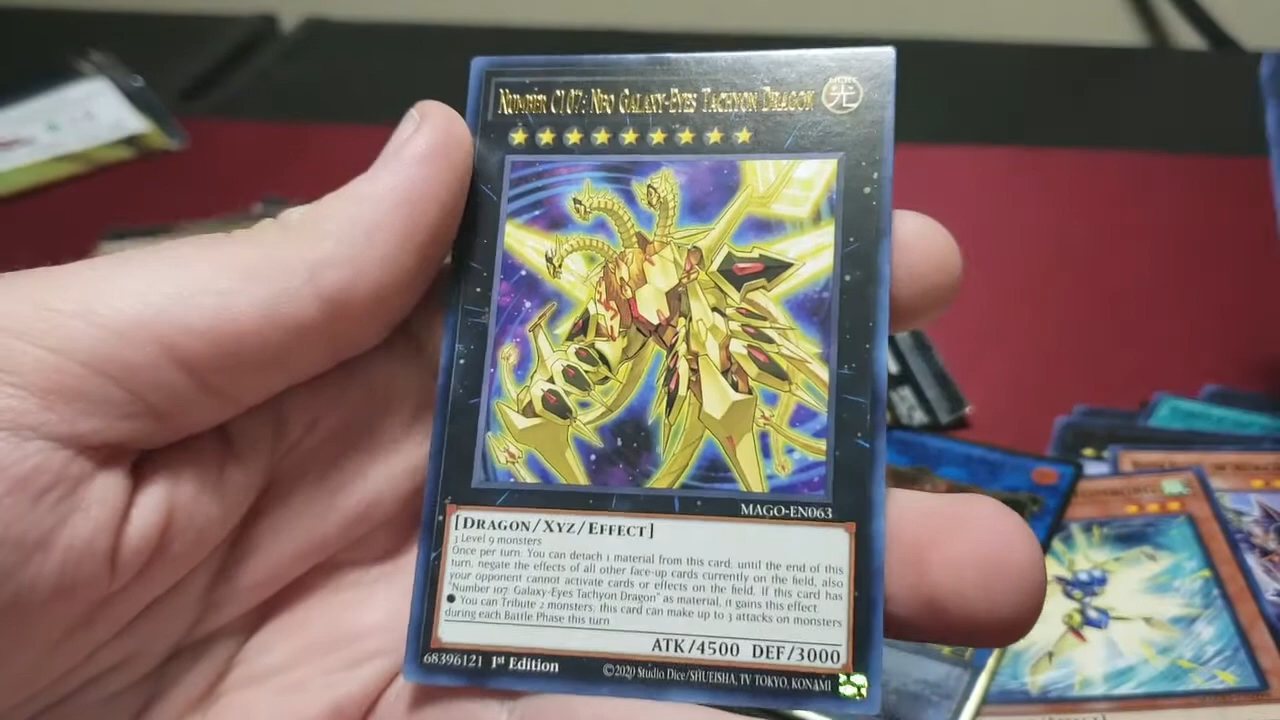 NUMBER C107: NEO GALAXY-EYES TACHYON DRAGON
光
MAGO-EN063
[DRAGON/XYZ/EFFECT]
3 Level 9 monsters
Once per turn: You can detach 1 material from this card, until the end of this
turn, negate the effects of all other face-up cards currently on the field, also
your opponent cannot activate cards or effects on the field. If this card has
"Number 107: Galaxy-Eyes Tachyon Dragon" as material, it gains this effect.
● You can Tribute 2 monsters; this card can make up to 3 attacks on monsters
during each Battle Phase this turn.
ATK/4500 DEF/3000
68396121 1st Edition
©2020 Studio Dice/SHUEISHA, TV TOKYO, KONAMI